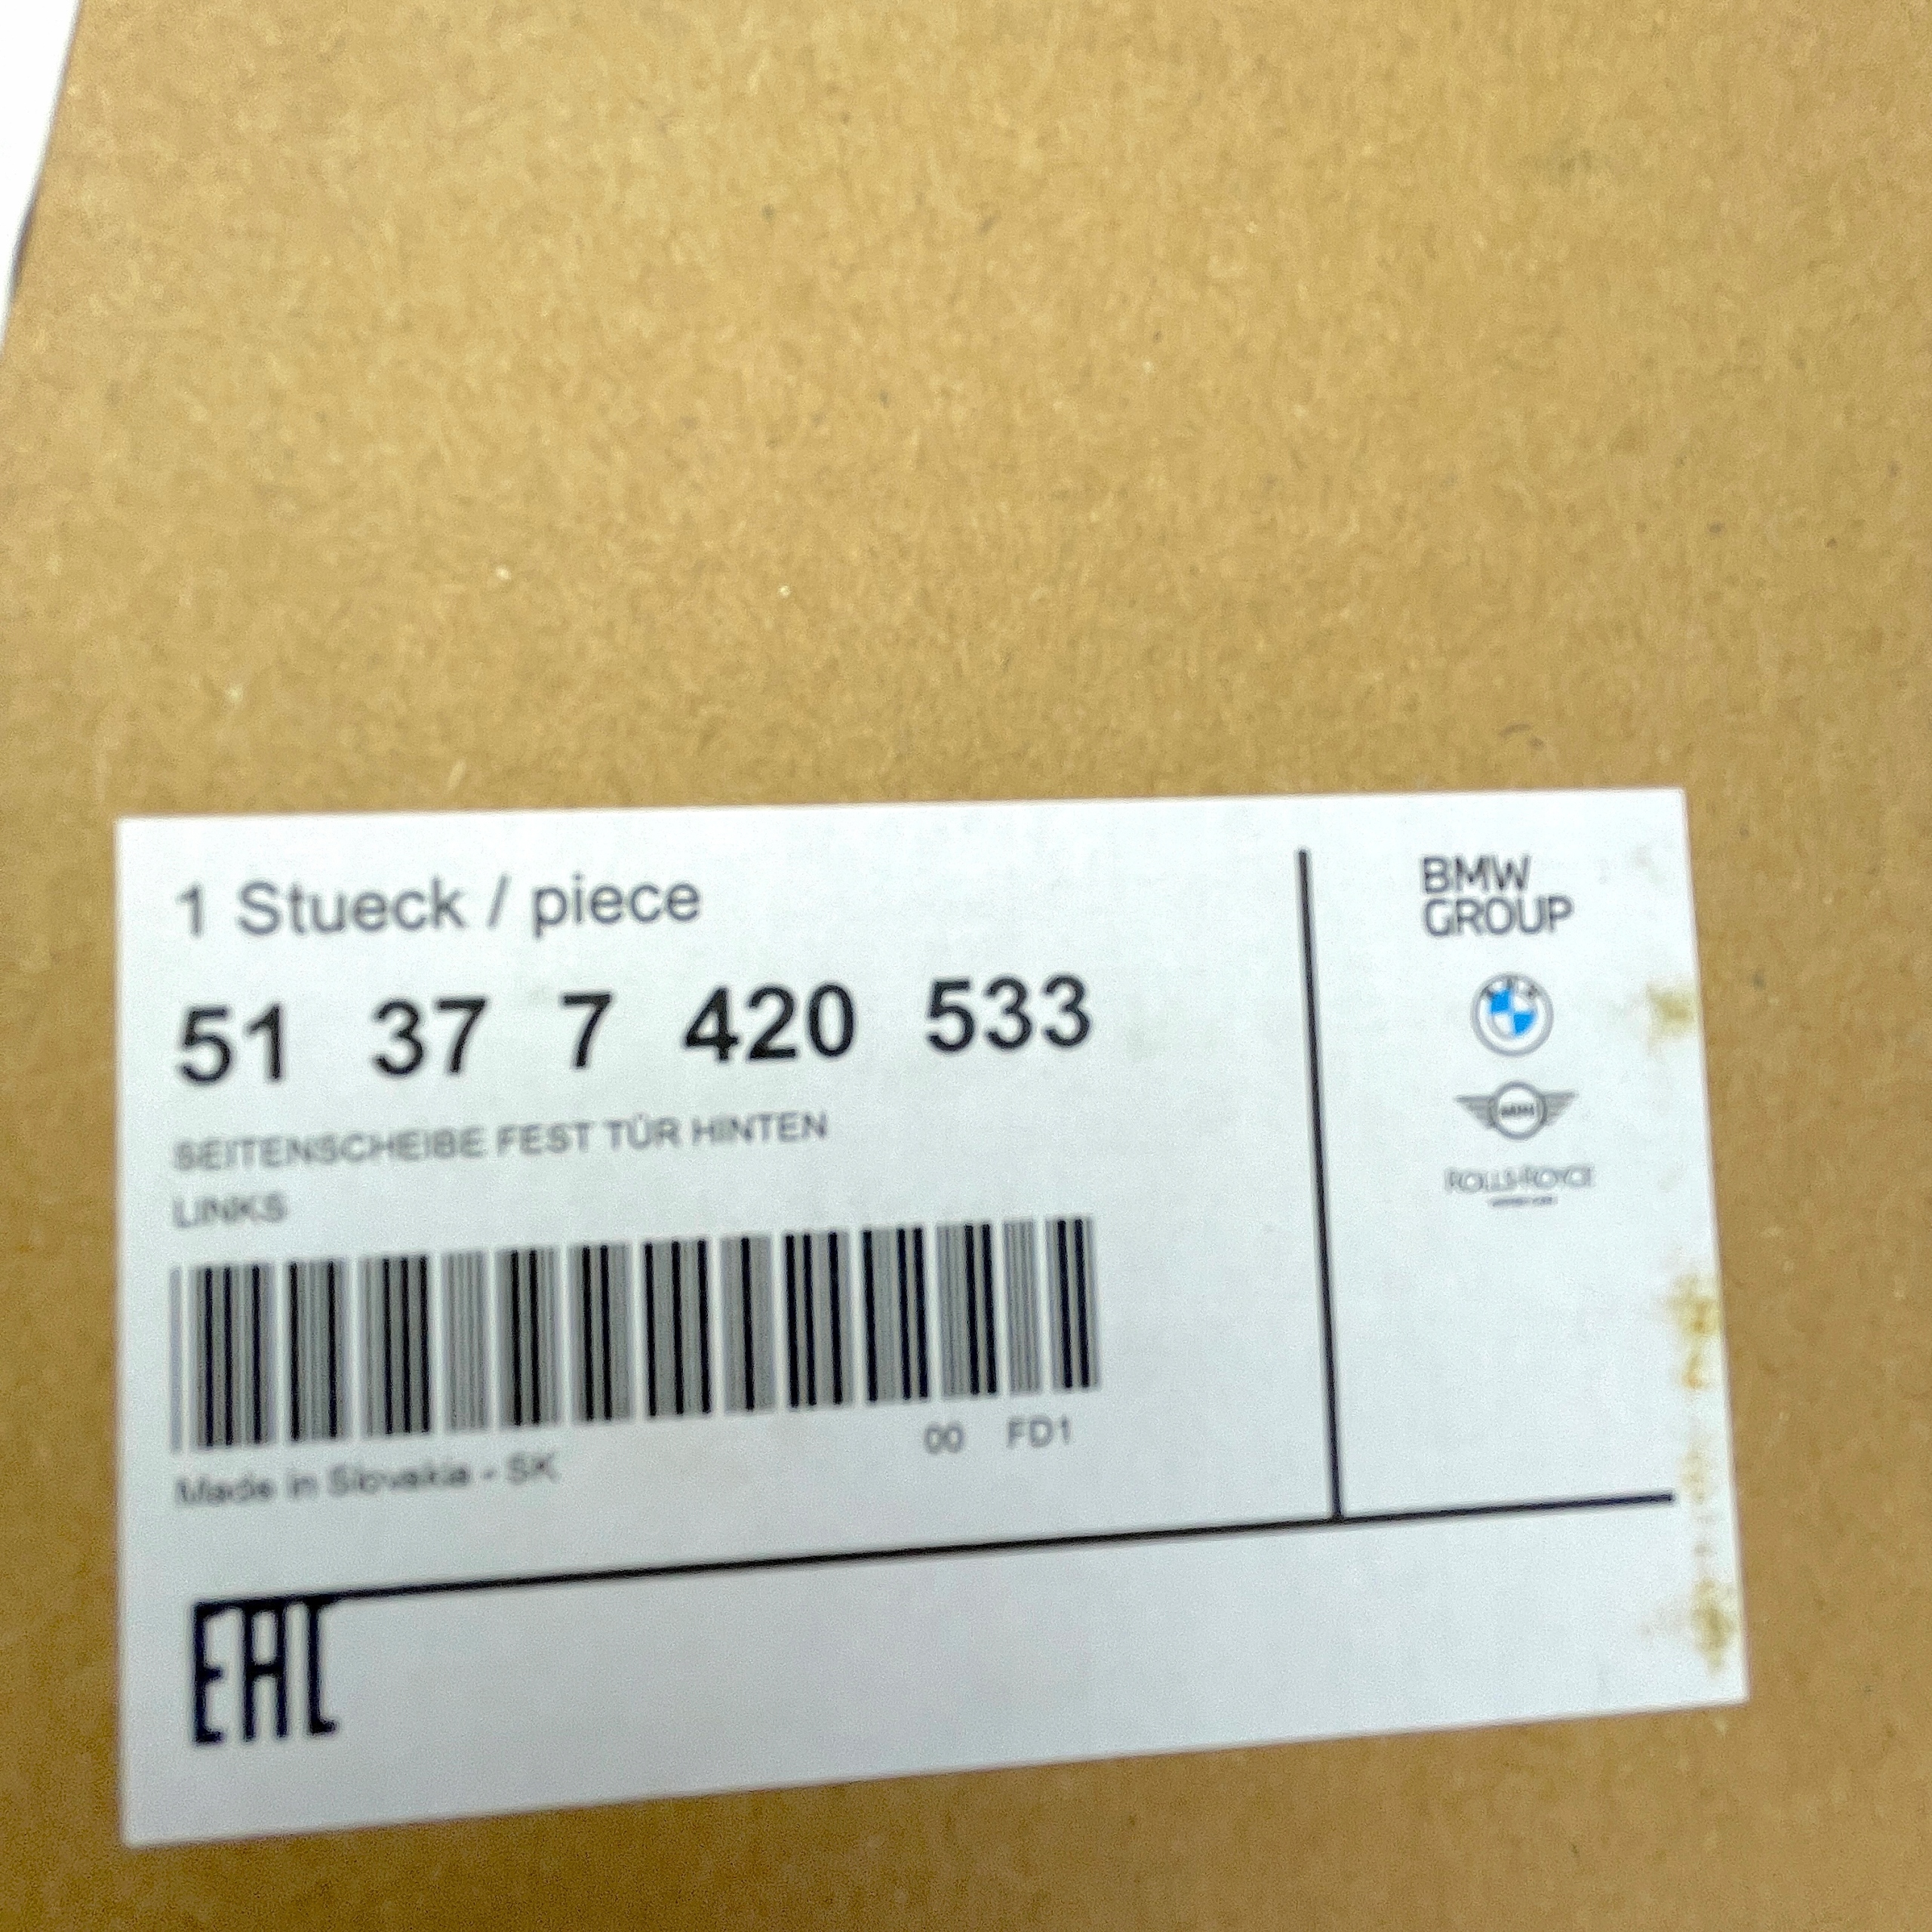 1 Stueck / piece
51 37 7 420 533
SEITENSCHEIBE FEST TÜR HINTEN
LINKS
00 FD1
Made in Slovakia - SK
EAC
BMW
GROUP
MINI
ROLLS-ROYCE